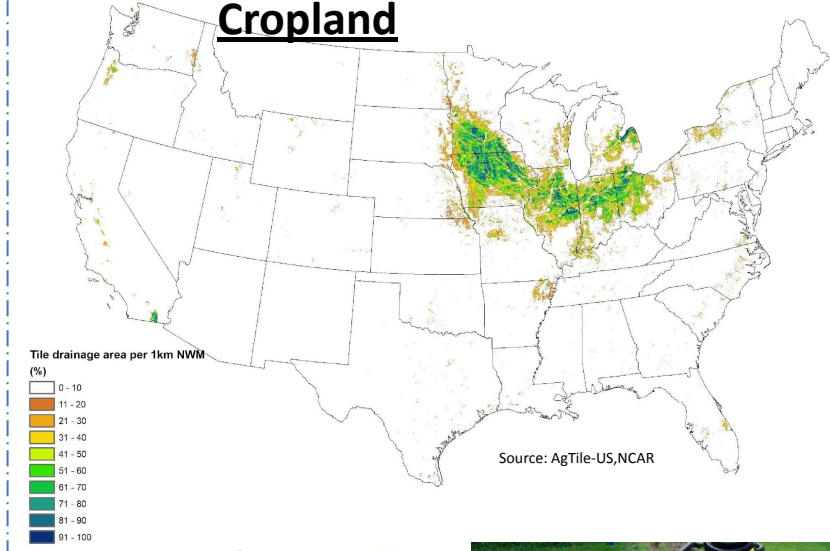 Cropland
Tile drainage area per 1km NWM
(%)
0 - 10
11 - 20
21 - 30
31 - 40
41 - 50
51 - 60
61 - 70
71 - 80
81 - 90
91 - 100
Source: AgTile-US,NCAR